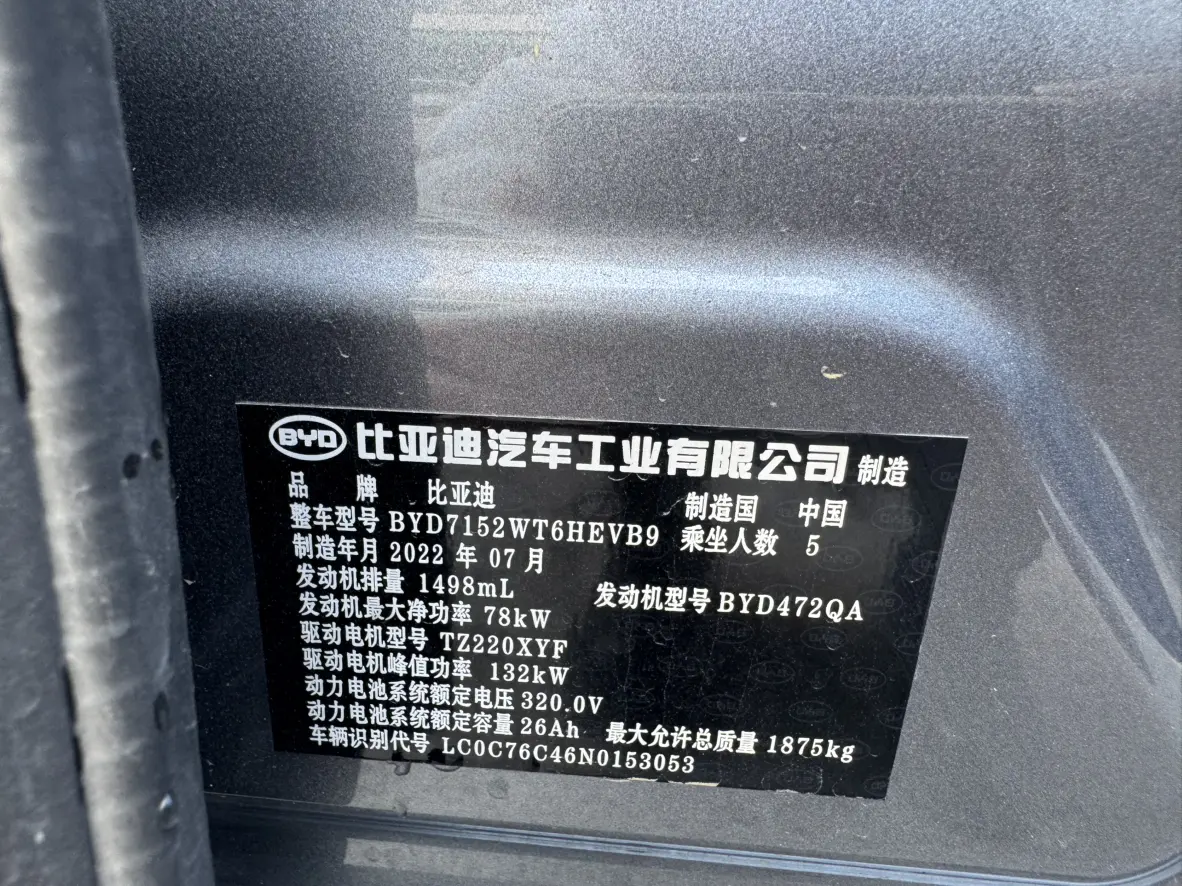 BYD 比亚迪汽车工业有限公司 制造
品 牌 比亚迪 制造国 中国
整车型号 BYD7152WT6HEVB9 乘坐人数 5
制造年月 2022 年 07 月
发动机排量 1498mL 发动机型号 BYD472QA
发动机最大净功率 78kW
驱动电机型号 TZ220XYF
驱动电机峰值功率 132kW
动力电池系统额定电压 320.0V
动力电池系统额定容量 26Ah 最大允许总质量 1875kg
车辆识别代号 LC0C76C46N0153053